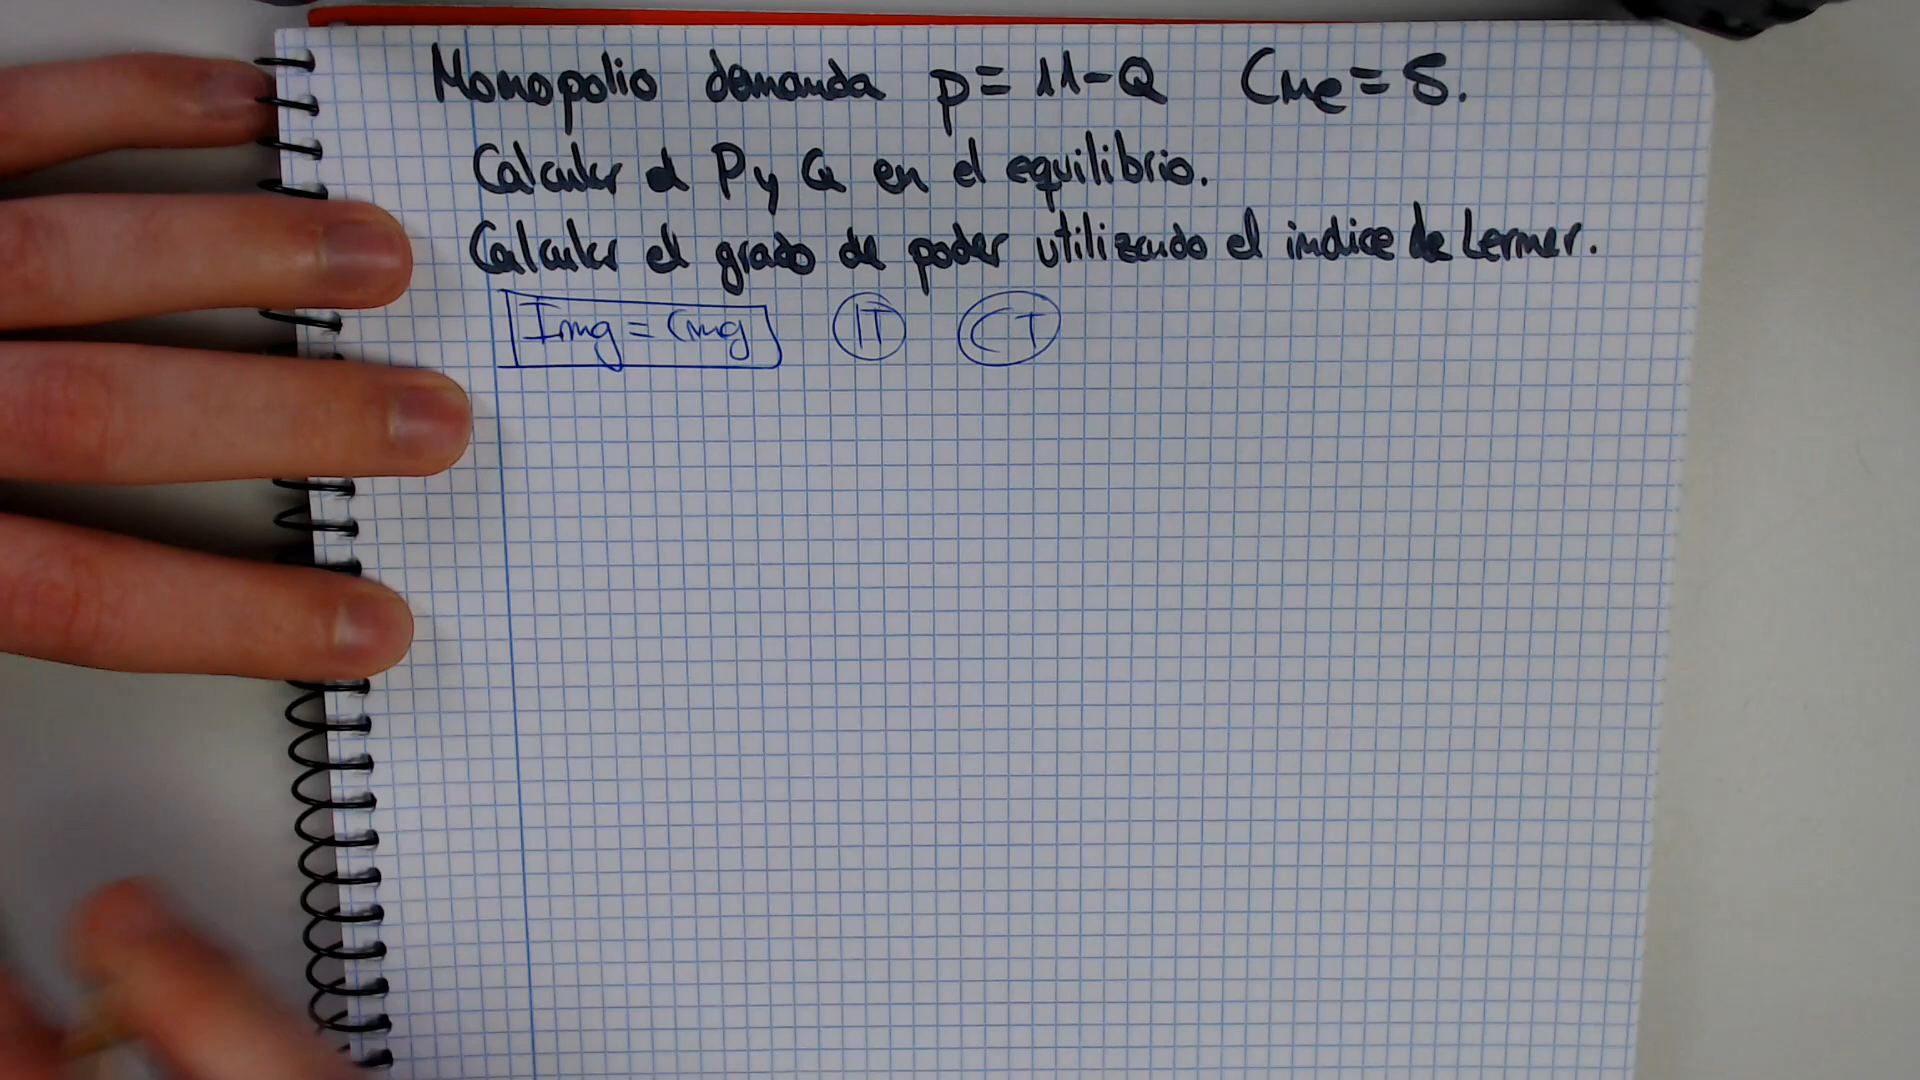 Monopolio demanda p = 11-Q CMe = 5.
Calcular el P y Q en el equilibrio.
Calcular el grado de poder utilizando el indice de Lerner.
Img = Cmg IT CT